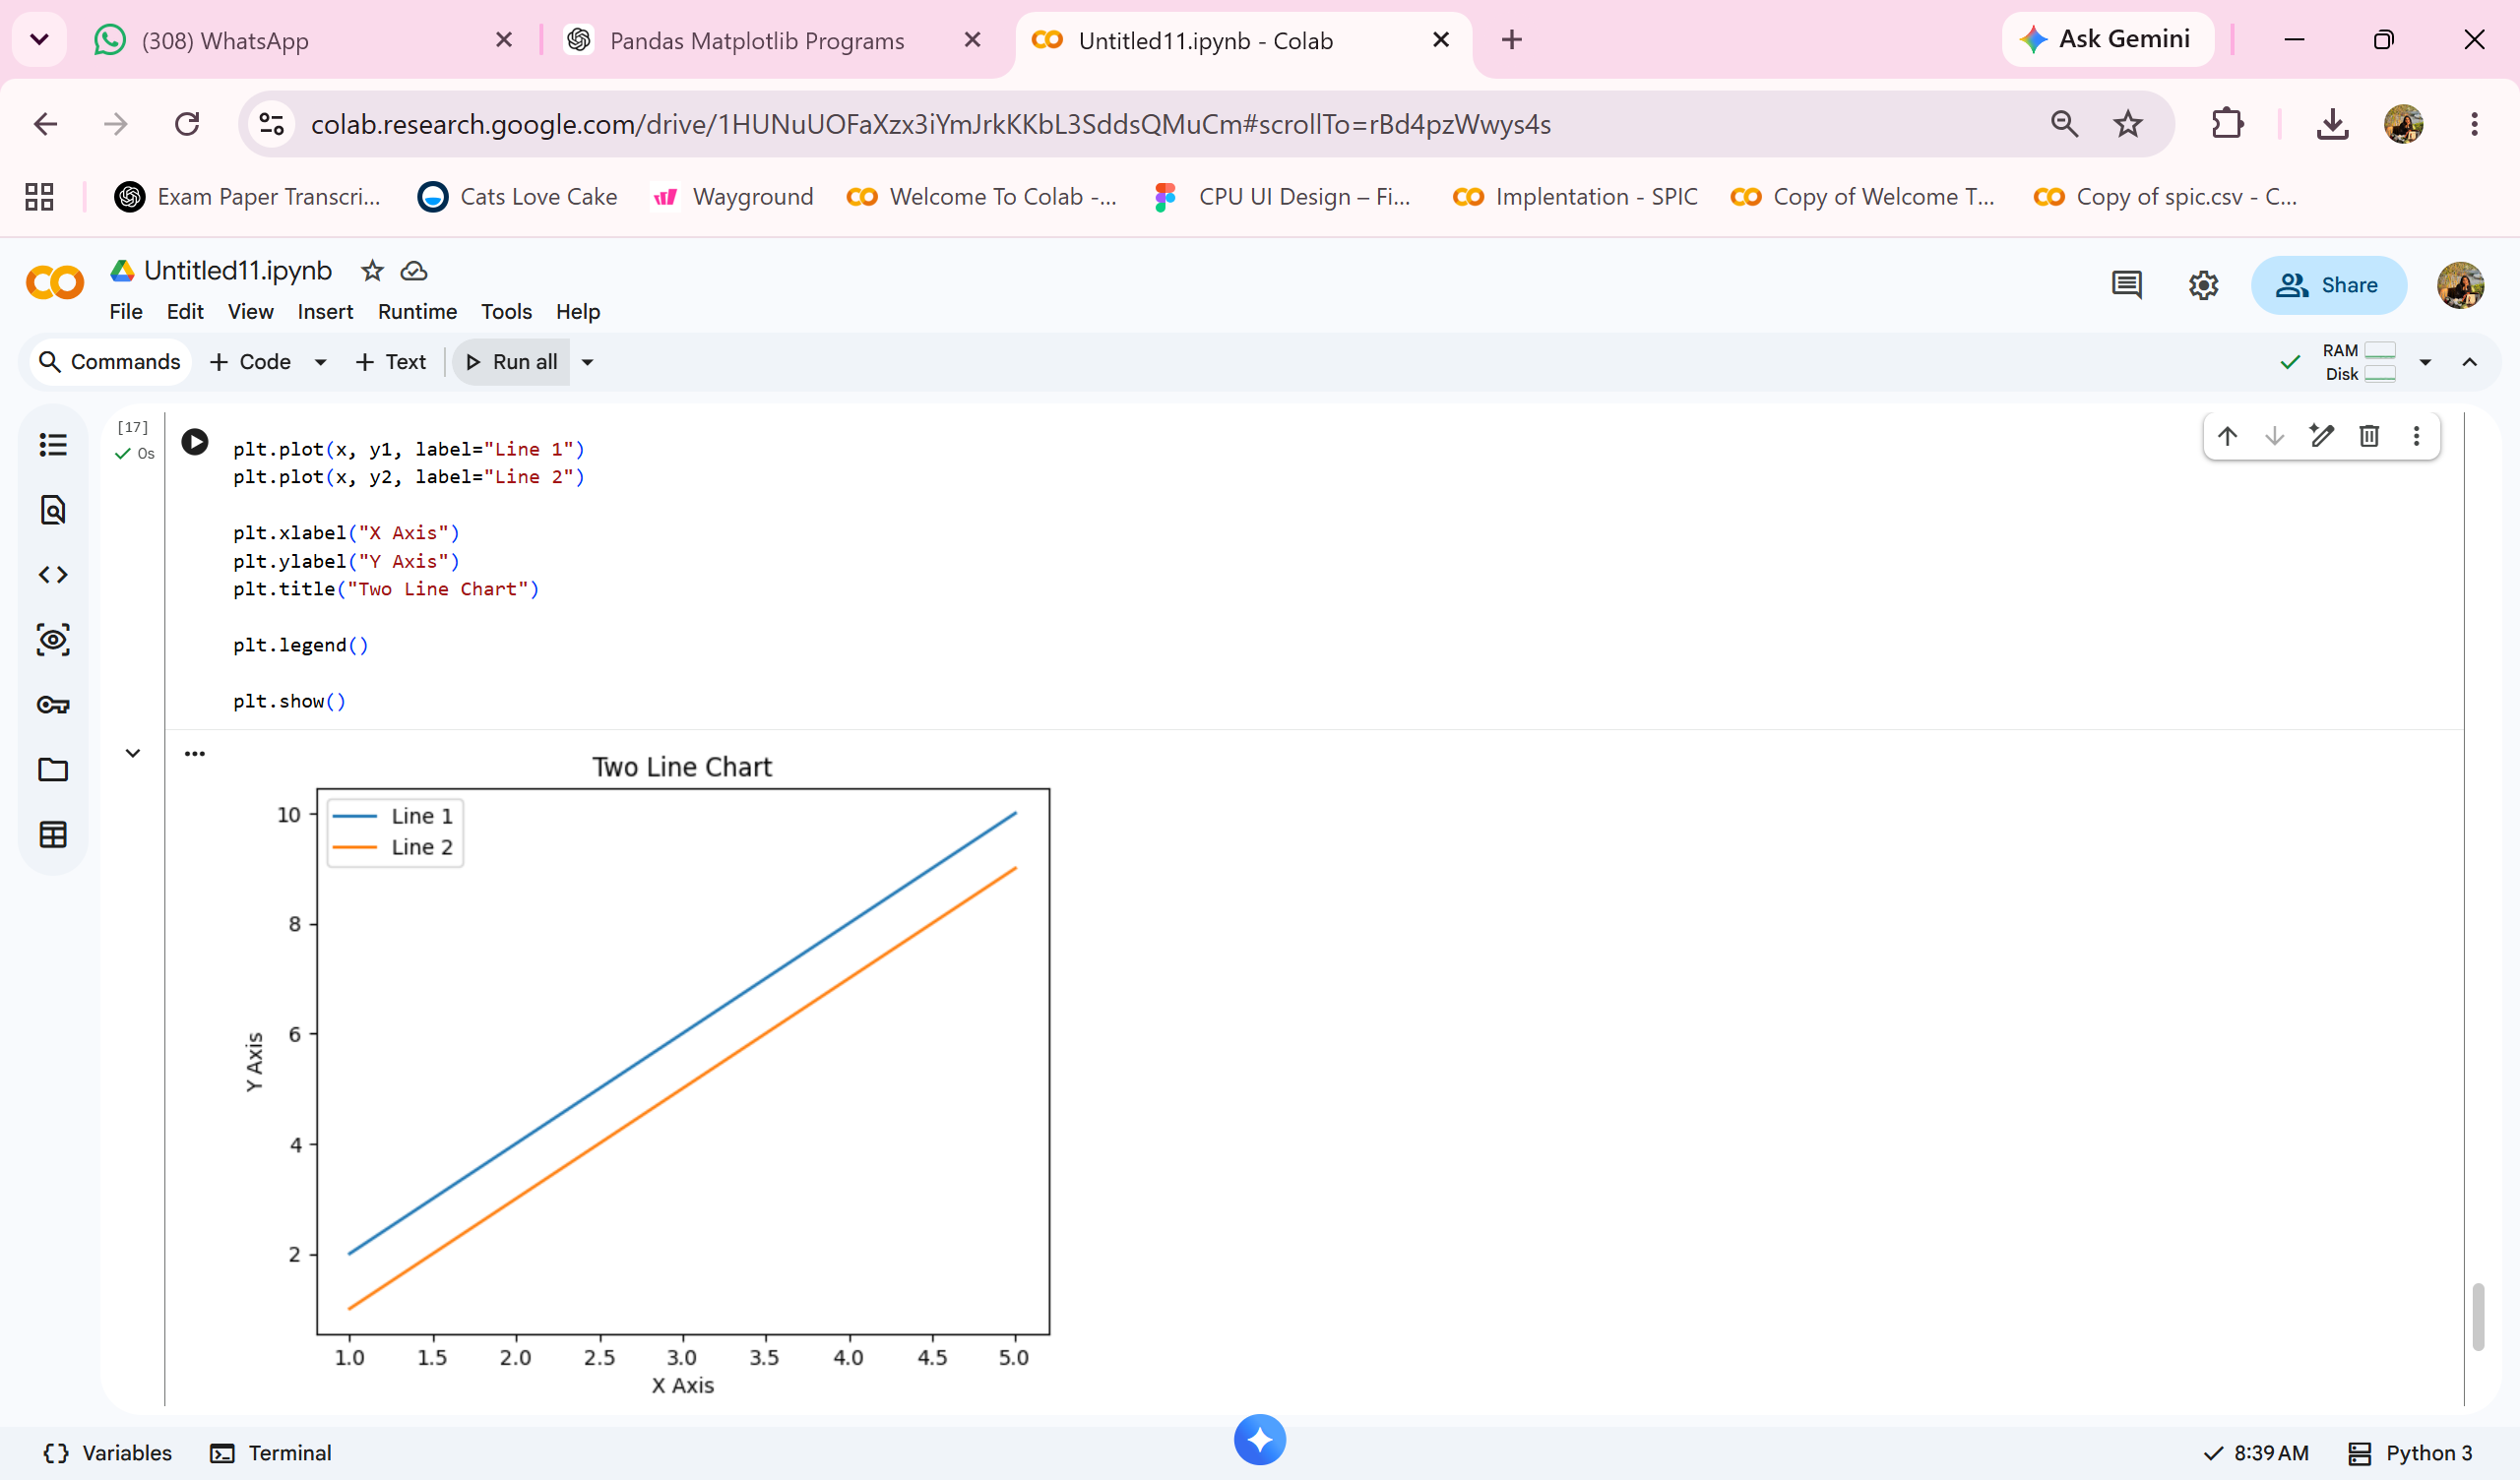 (308) WhatsApp
Pandas Matplotlib Programs
Untitled11.ipynb - Colab
Ask Gemini
colab.research.google.com/drive/1HUNuUOFaXzx3iYmJrkKKbL3SddsQMuCm#scrollTo=rBd4pzWwys4s
Exam Paper Transcri...
Cats Love Cake
Wayground
Welcome To Colab -...
CPU UI Design – Fi...
Implentation - SPIC
Copy of Welcome T...
Copy of spic.csv - C...
Untitled11.ipynb
File Edit View Insert Runtime Tools Help
Share
Commands
+ Code
+ Text
Run all
RAM
Disk
[17]
0s
plt.plot(x, y1, label="Line 1")
plt.plot(x, y2, label="Line 2")
plt.xlabel("X Axis")
plt.ylabel("Y Axis")
plt.title("Two Line Chart")
plt.legend()
plt.show()
Two Line Chart
Line 1
Line 2
10
8
6
4
2
Y Axis
1.0 1.5 2.0 2.5 3.0 3.5 4.0 4.5 5.0
X Axis
{} Variables
Terminal
8:39 AM
Python 3